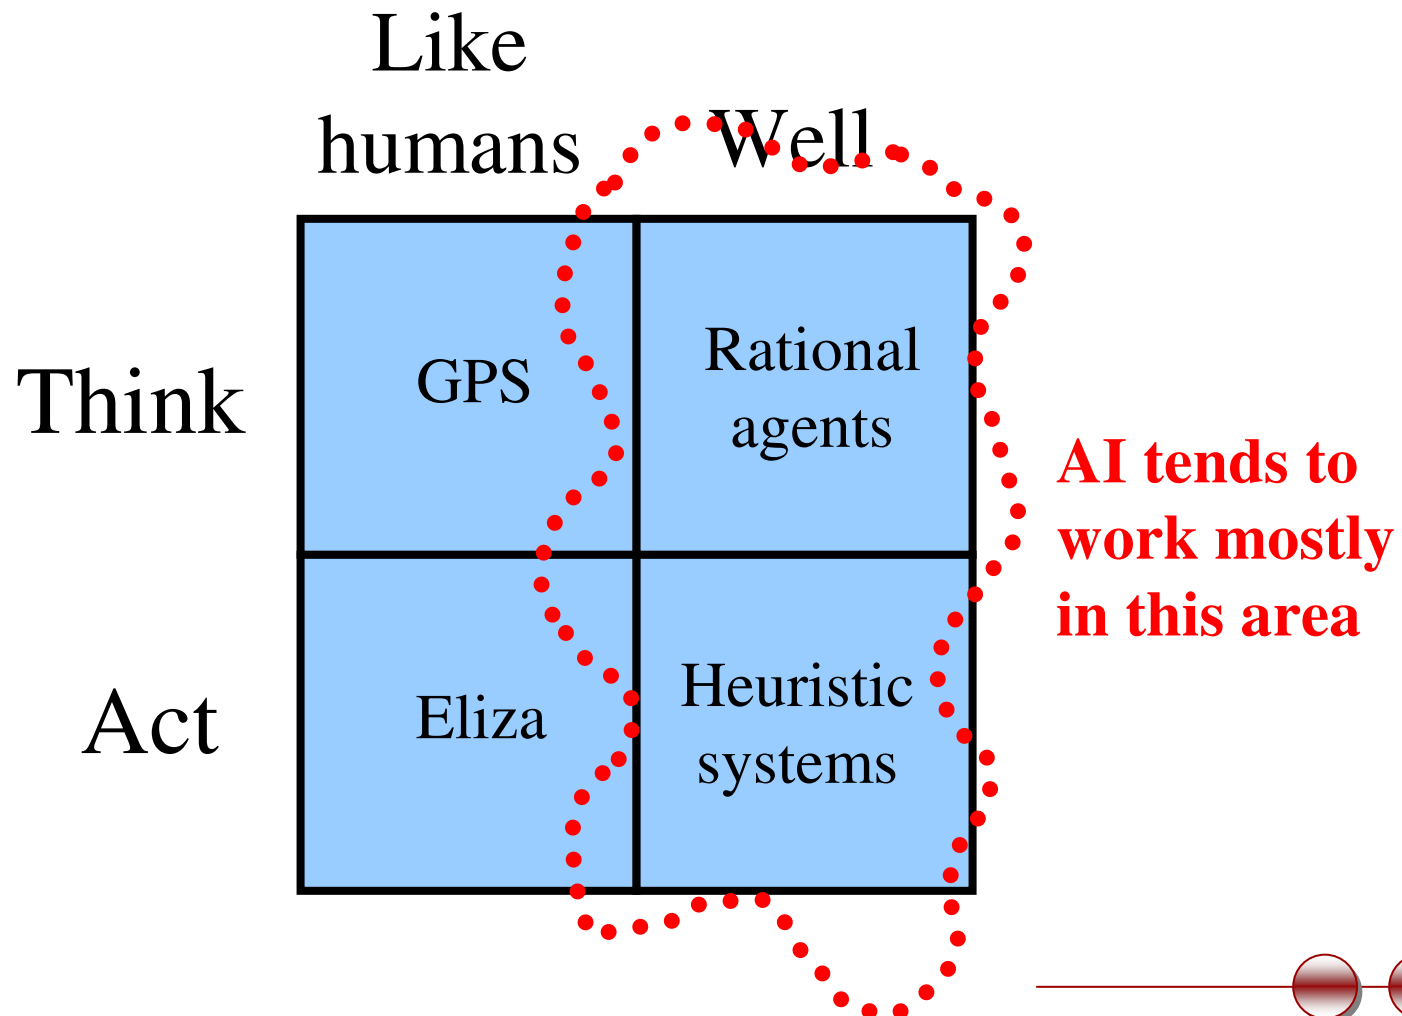 Like
humans
Well
Think
GPS
Rational
agents
AI tends to
work mostly
in this area
Act
Eliza
Heuristic
systems